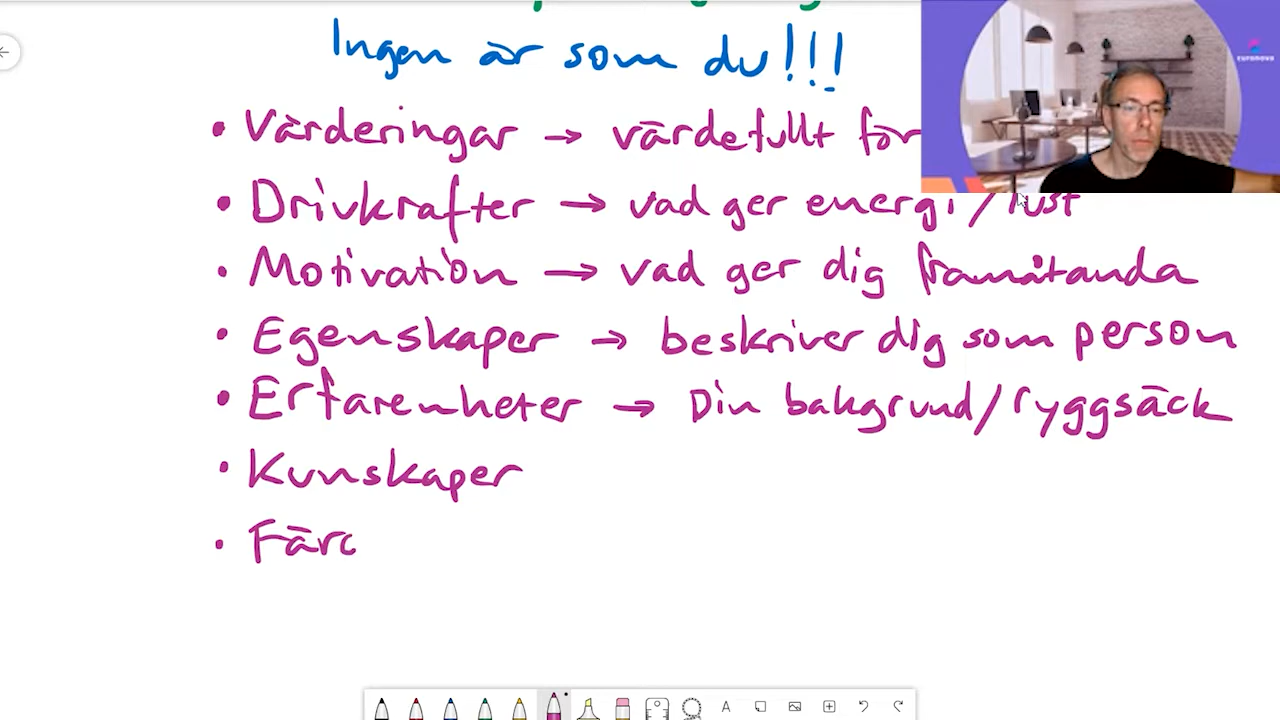 Ingen är som du!!!
• Värderingar → värdefullt för
• Drivkrafter → vad ger energi/lust
• Motivation → vad ger dig framåtanda
• Egenskaper → beskriver dig som person
• Erfarenheter → Din bakgrund/ryggsäck
• Kunskaper
• Färd
euronova
A